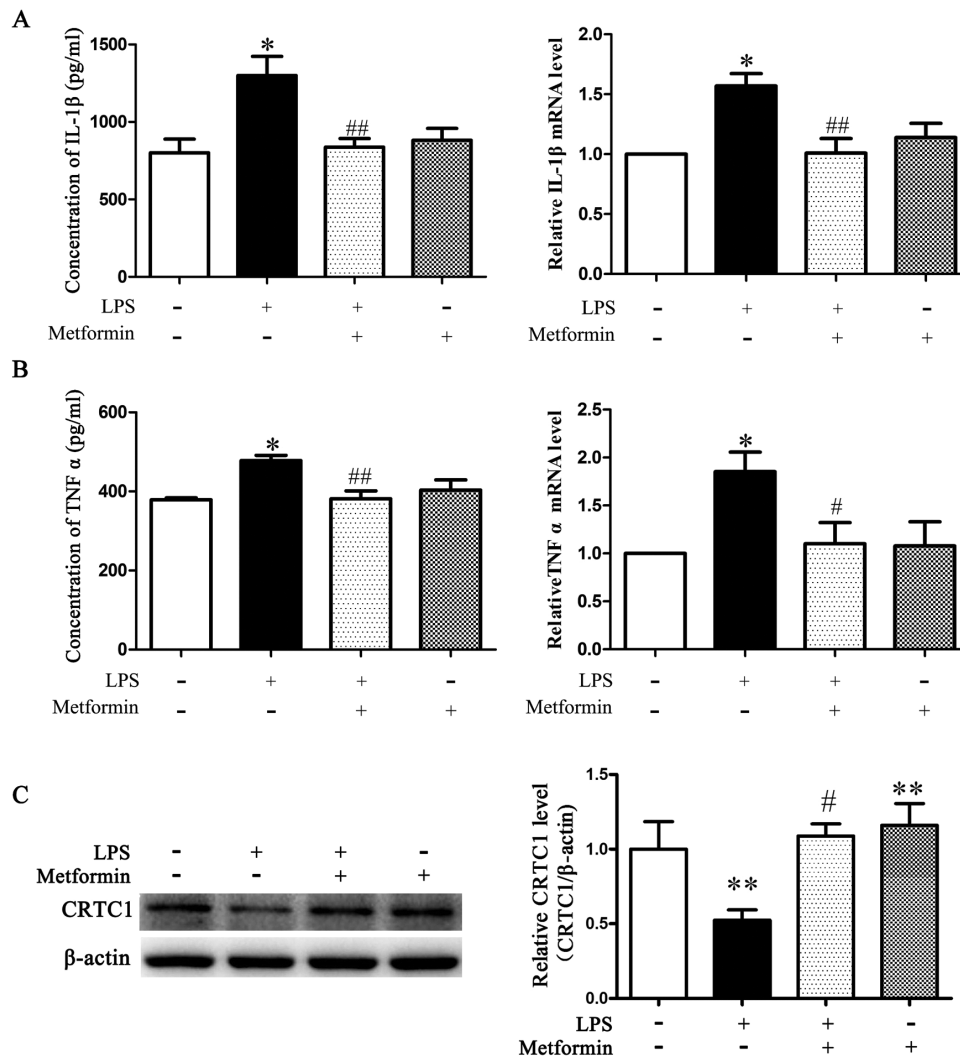 A
1500
1000
500
0
Concentration of IL-1β (pg/ml)
*
##
LPS - + + -
Metformin - - + +
2.0
1.5
1.0
0.5
0.0
Relative IL-1β mRNA level
*
##
LPS - + + -
Metformin - - + +
B
600
400
200
0
Concentration of TNF α (pg/ml)
*
##
LPS - + + -
Metformin - - + +
2.5
2.0
1.5
1.0
0.5
0.0
RelativeTNF α mRNA level
*
#
LPS - + + -
Metformin - - + +
C
LPS - + + -
Metformin - - + +
CRTC1
β-actin
1.5
1.0
0.5
0.0
Relative CRTC1 level
(CRTC1/β-actin)
**
#
**
LPS - + + -
Metformin - - + +